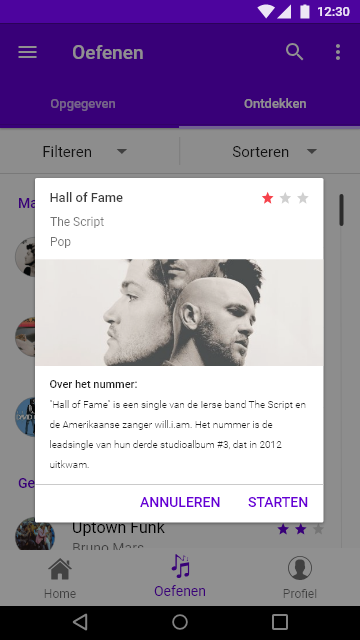 12:30
Oefenen
Opgegeven
Ontdekken
Filteren
Sorteren
Ma
Hall of Fame
The Script
Pop
Over het nummer:
"Hall of Fame" is een single van de Ierse band The Script en
de Amerikaanse zanger will.i.am. Het nummer is de
leadsingle van hun derde studioalbum #3, dat in 2012
uitkwam.
ANNULEREN
STARTEN
Ge
Uptown Funk
Bruno Mars
Home
Oefenen
Profiel